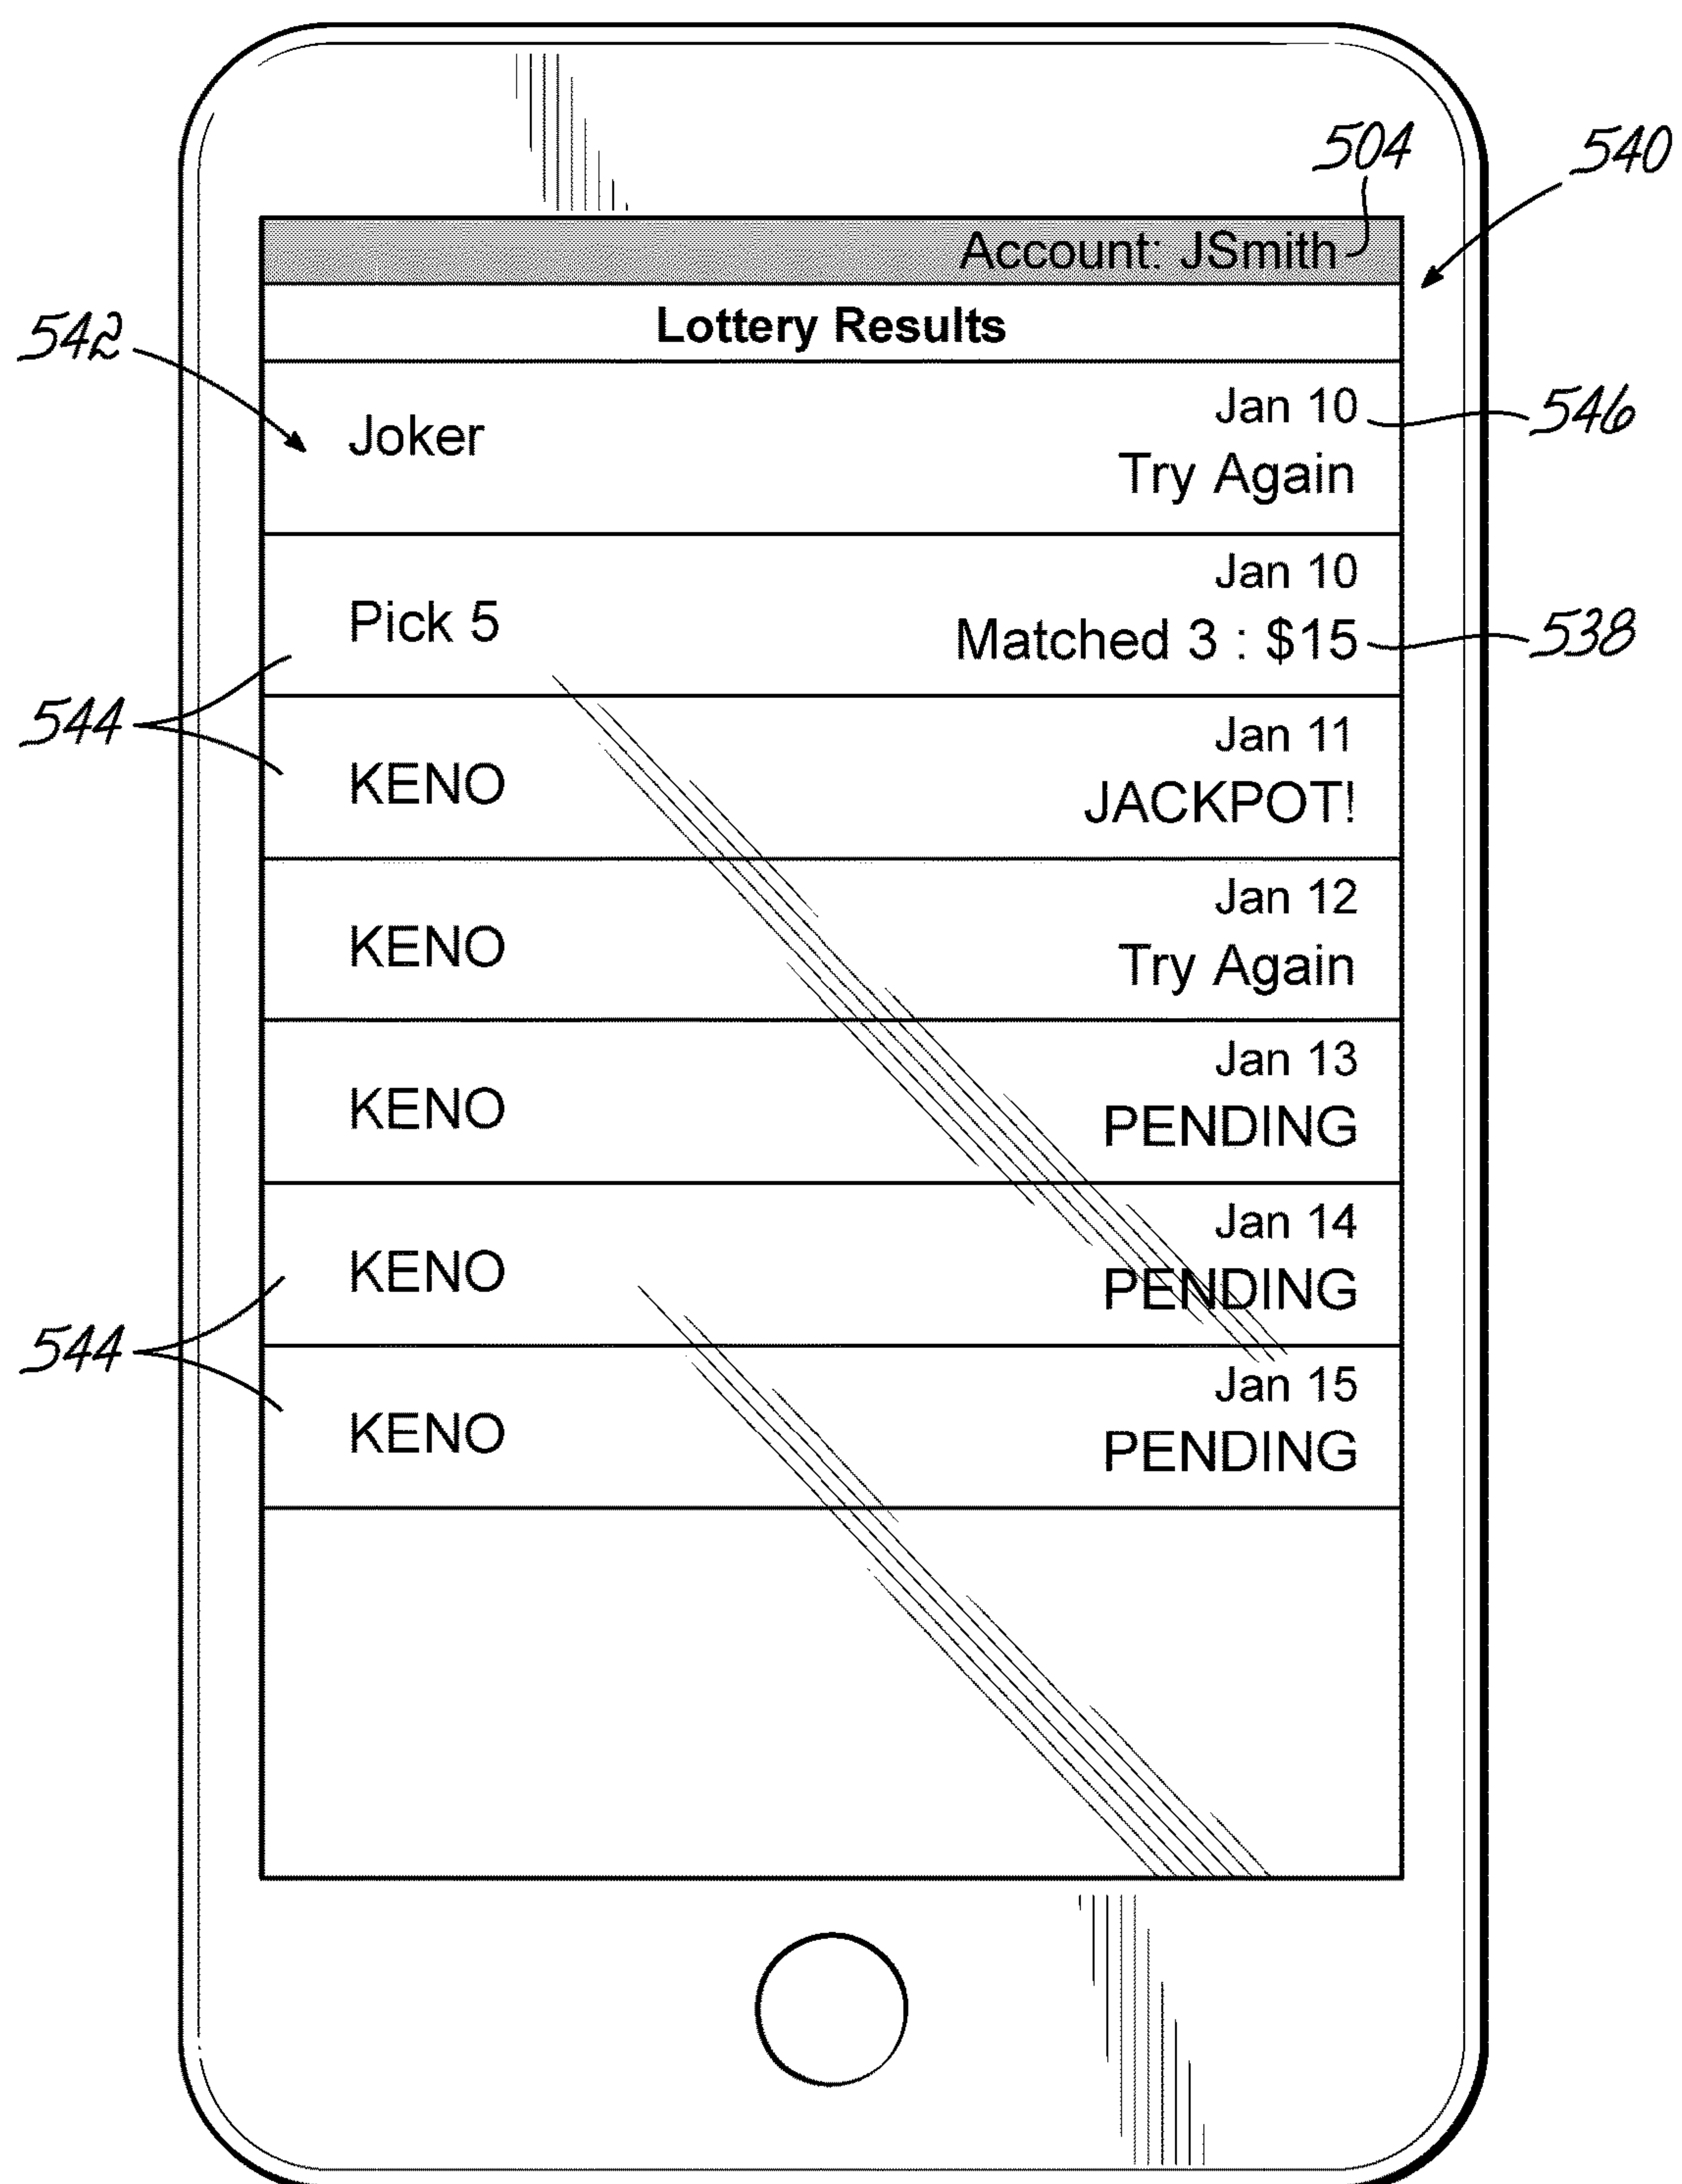 504
540
Account: JSmith
Lottery Results
542
Joker
Jan 10
546
Try Again
Jan 10
Pick 5
Matched 3 : $15
538
544
Jan 11
KENO
JACKPOT!
Jan 12
KENO
Try Again
Jan 13
KENO
PENDING
Jan 14
KENO
PENDING
544
Jan 15
KENO
PENDING